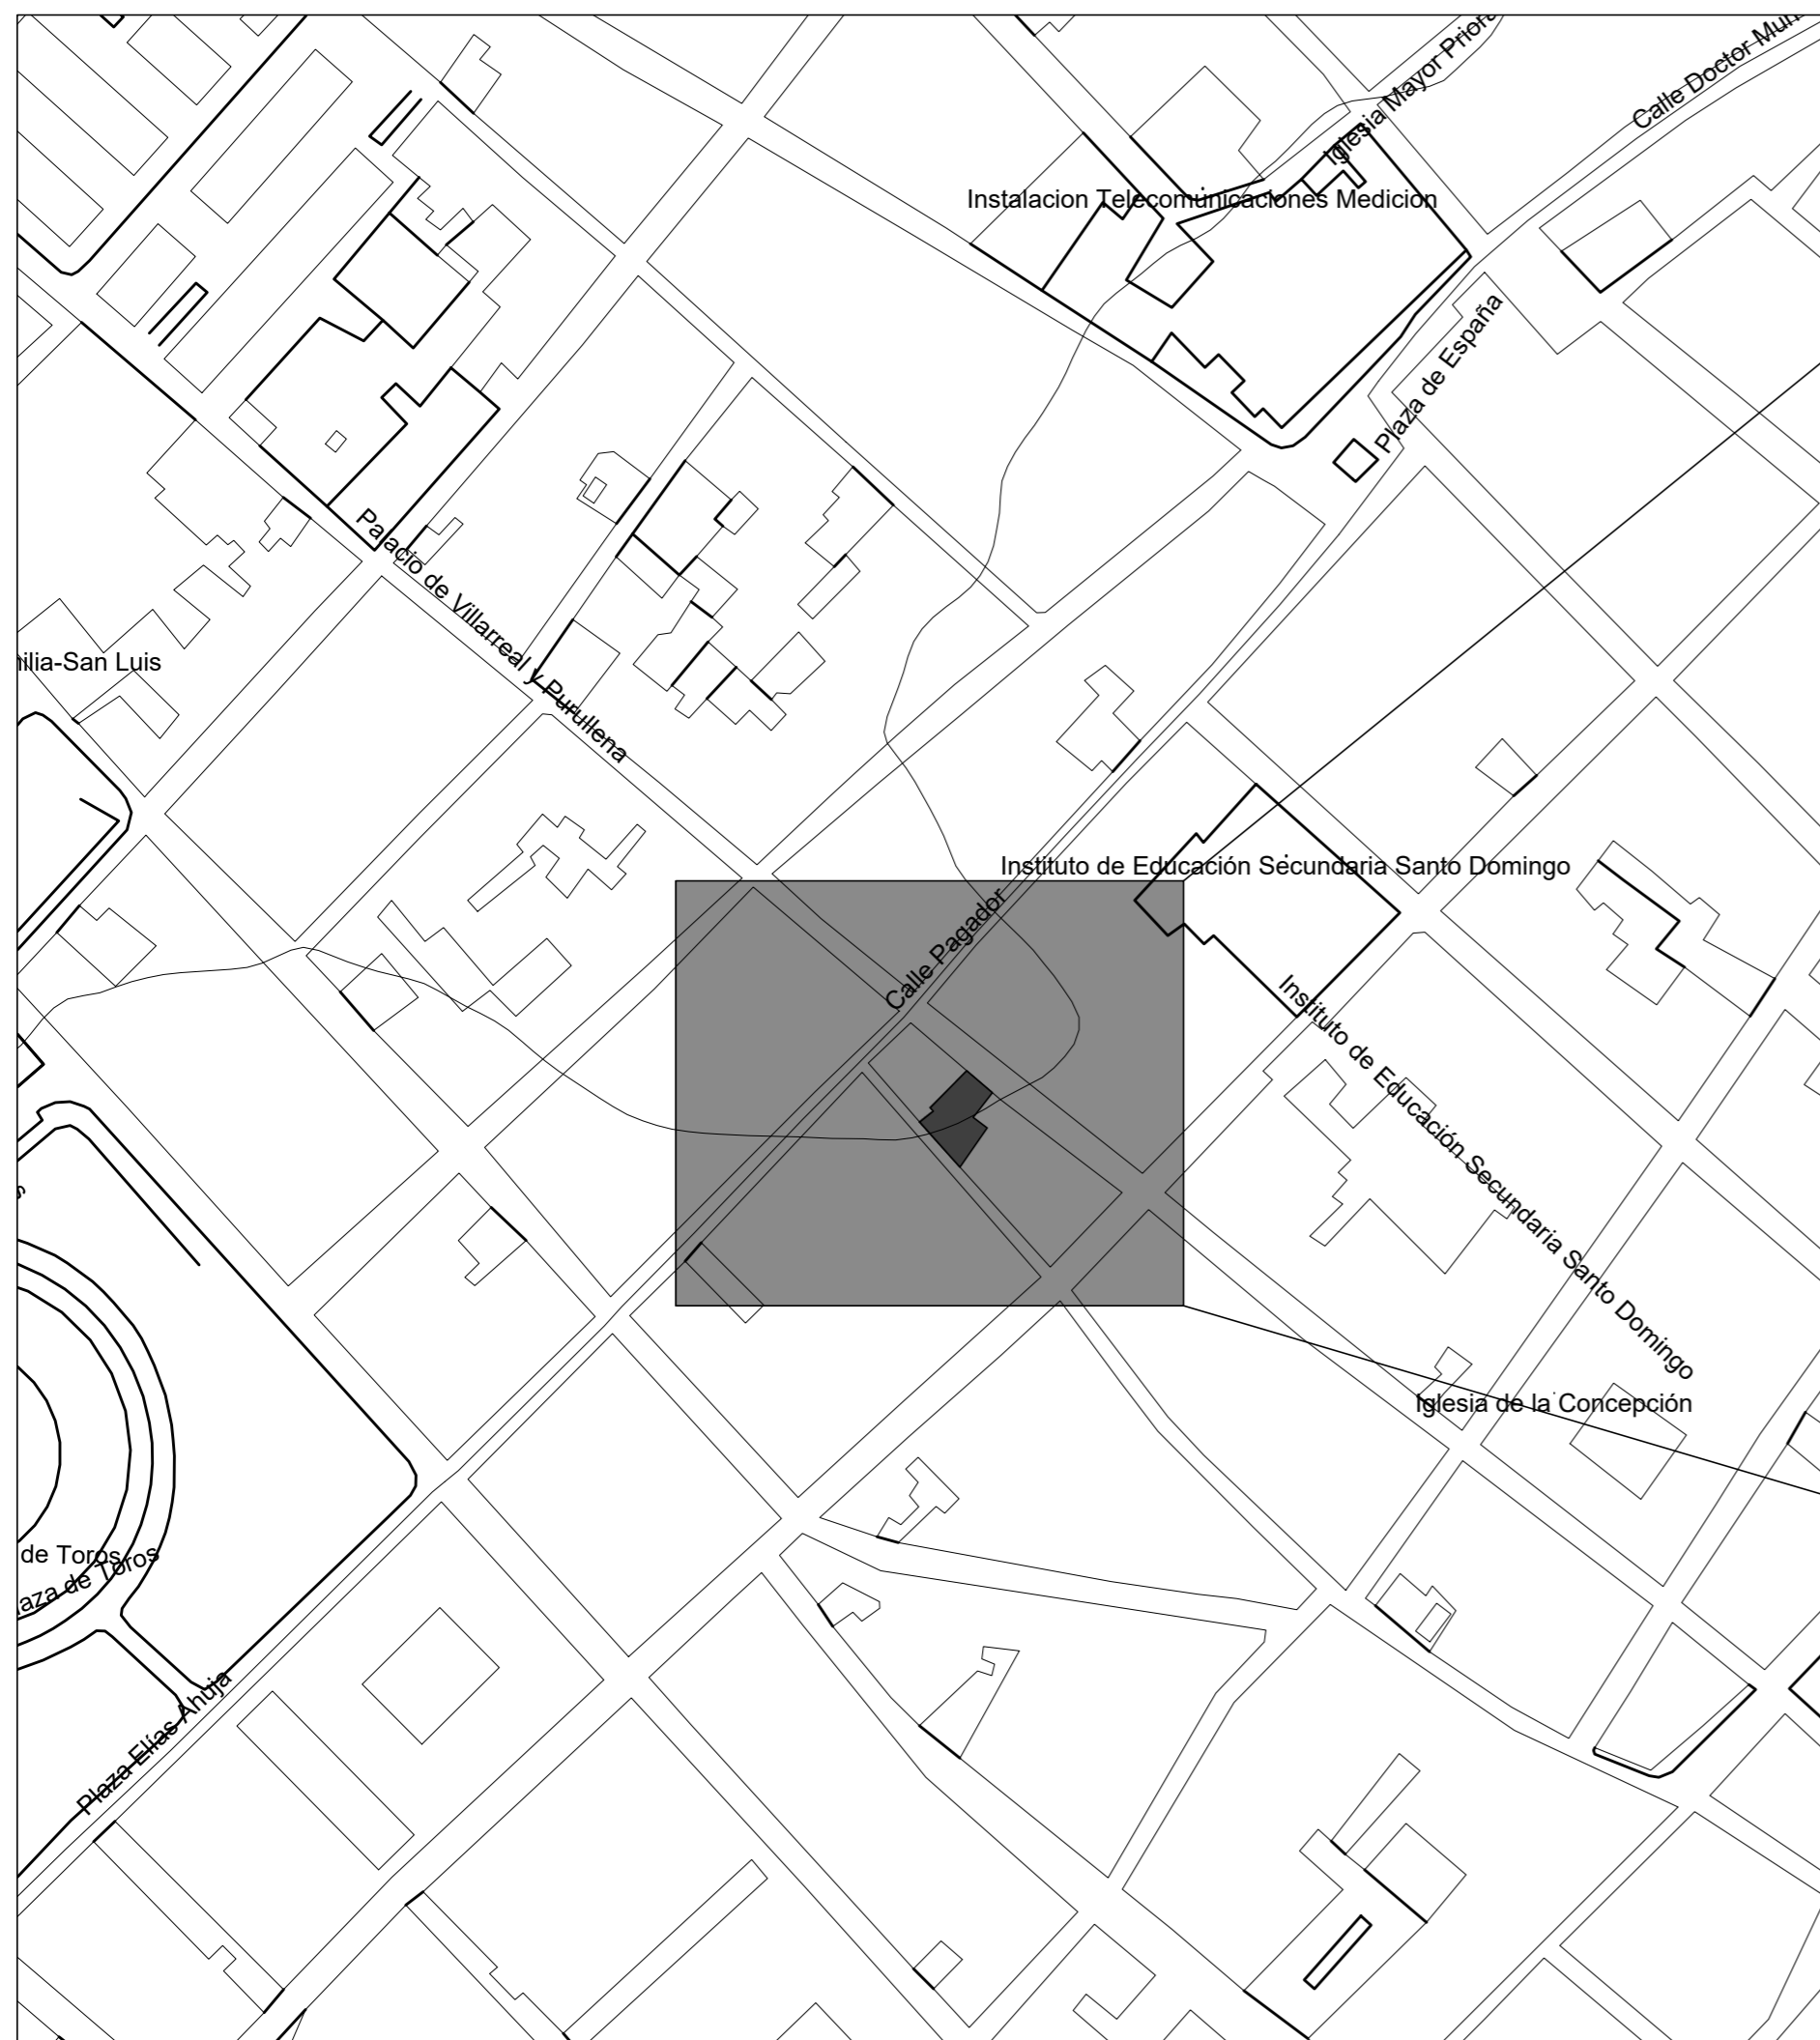 Iglesia Mayor Priora
Calle Doctor Muñ
Instalacion Telecomunicaciones Medicion
Plaza de España
Palacio de Villarreal y Purullena
ilia-San Luis
Instituto de Educación Secundaria Santo Domingo
Calle Pagador
Instituto de Educación Secundaria Santo Domingo
Iglesia de la Concepción
de Toros
aza de Toros
Plaza Elías Ahuja